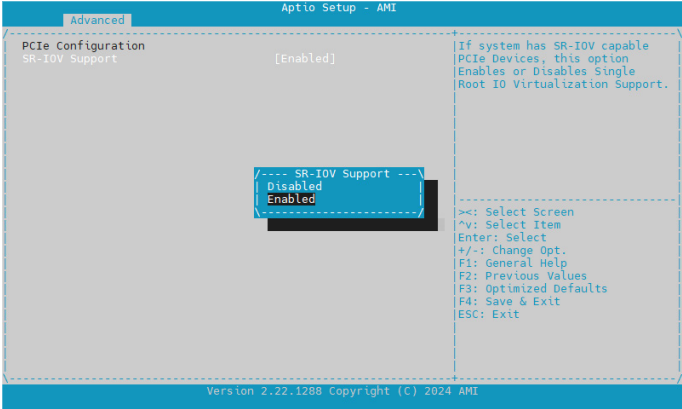 Aptio Setup - AMI
Advanced
PCIe Configuration
SR-IOV Support [Enabled]
If system has SR-IOV capable
PCIe Devices, this option
Enables or Disables Single
Root IO Virtualization Support.
/---- SR-IOV Support ---\
Disabled
Enabled
><: Select Screen
^v: Select Item
Enter: Select
+/-: Change Opt.
F1: General Help
F2: Previous Values
F3: Optimized Defaults
F4: Save & Exit
ESC: Exit
Version 2.22.1288 Copyright (C) 2024 AMI